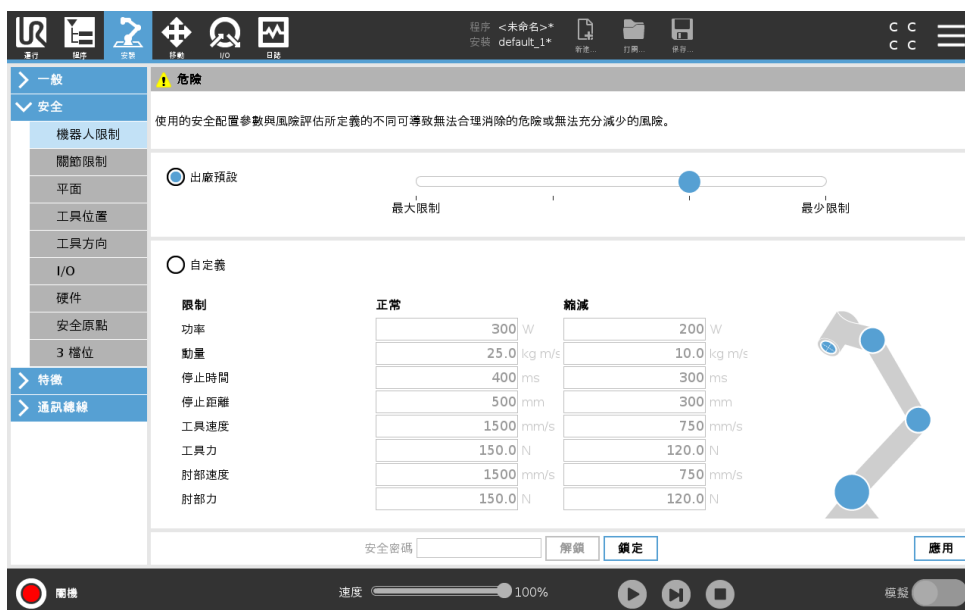 UR
運行 程序 安裝 移動 I/O 日誌
程序 <未命名>*
安裝 default_1*
新建... 打開... 保存...
C C
C C
一般
安全
機器人限制
關節限制
平面
工具位置
工具方向
I/O
硬件
安全原點
3 檔位
特徵
通訊總線
危險
使用的安全配置參數與風險評估所定義的不同可導致無法合理消除的危險或無法充分減少的風險。
出廠預設
最大限制 最少限制
自定義
限制 正常 縮減
功率 300 W 200 W
動量 25.0 kg m/s 10.0 kg m/s
停止時間 400 ms 300 ms
停止距離 500 mm 300 mm
工具速度 1500 mm/s 750 mm/s
工具力 150.0 N 120.0 N
肘部速度 1500 mm/s 750 mm/s
肘部力 150.0 N 120.0 N
安全密碼 解鎖 鎖定 應用
關機 速度 100% 模擬